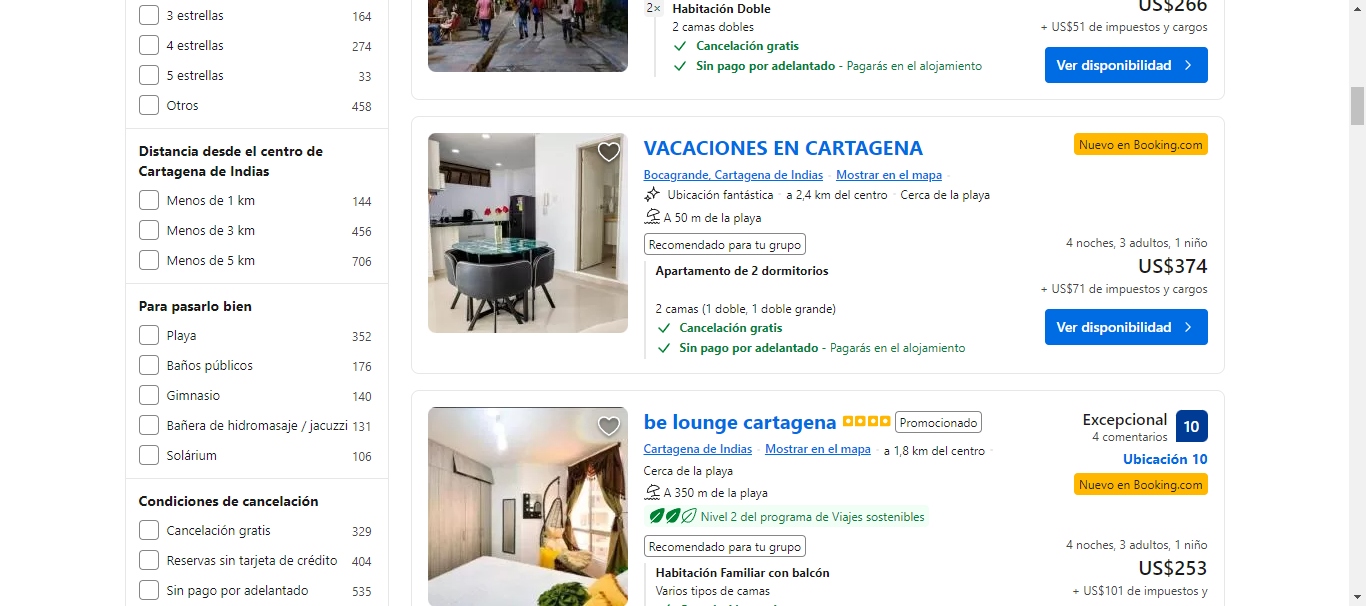 3 estrellas 164
4 estrellas 274
5 estrellas 33
Otros 458
Distancia desde el centro de
Cartagena de Indias
Menos de 1 km 144
Menos de 3 km 456
Menos de 5 km 706
Para pasarlo bien
Playa 352
Baños públicos 176
Gimnasio 140
Bañera de hidromasaje / jacuzzi 131
Solárium 106
Condiciones de cancelación
Cancelación gratis 329
Reservas sin tarjeta de crédito 404
Sin pago por adelantado 535
2× Habitación Doble
2 camas dobles
Cancelación gratis
Sin pago por adelantado - Pagarás en el alojamiento
US$266
+ US$51 de impuestos y cargos
Ver disponibilidad
VACACIONES EN CARTAGENA
Nuevo en Booking.com
Bocagrande, Cartagena de Indias · Mostrar en el mapa ·
Ubicación fantástica · a 2,4 km del centro · Cerca de la playa
A 50 m de la playa
Recomendado para tu grupo
Apartamento de 2 dormitorios
2 camas (1 doble, 1 doble grande)
Cancelación gratis
Sin pago por adelantado - Pagarás en el alojamiento
4 noches, 3 adultos, 1 niño
US$374
+ US$71 de impuestos y cargos
Ver disponibilidad
be lounge cartagena Promocionado
Excepcional 10
4 comentarios
Ubicación 10
Nuevo en Booking.com
Cartagena de Indias · Mostrar en el mapa · a 1,8 km del centro ·
Cerca de la playa
A 350 m de la playa
Nivel 2 del programa de Viajes sostenibles
Recomendado para tu grupo
Habitación Familiar con balcón
Varios tipos de camas
4 noches, 3 adultos, 1 niño
US$253
+ US$101 de impuestos y